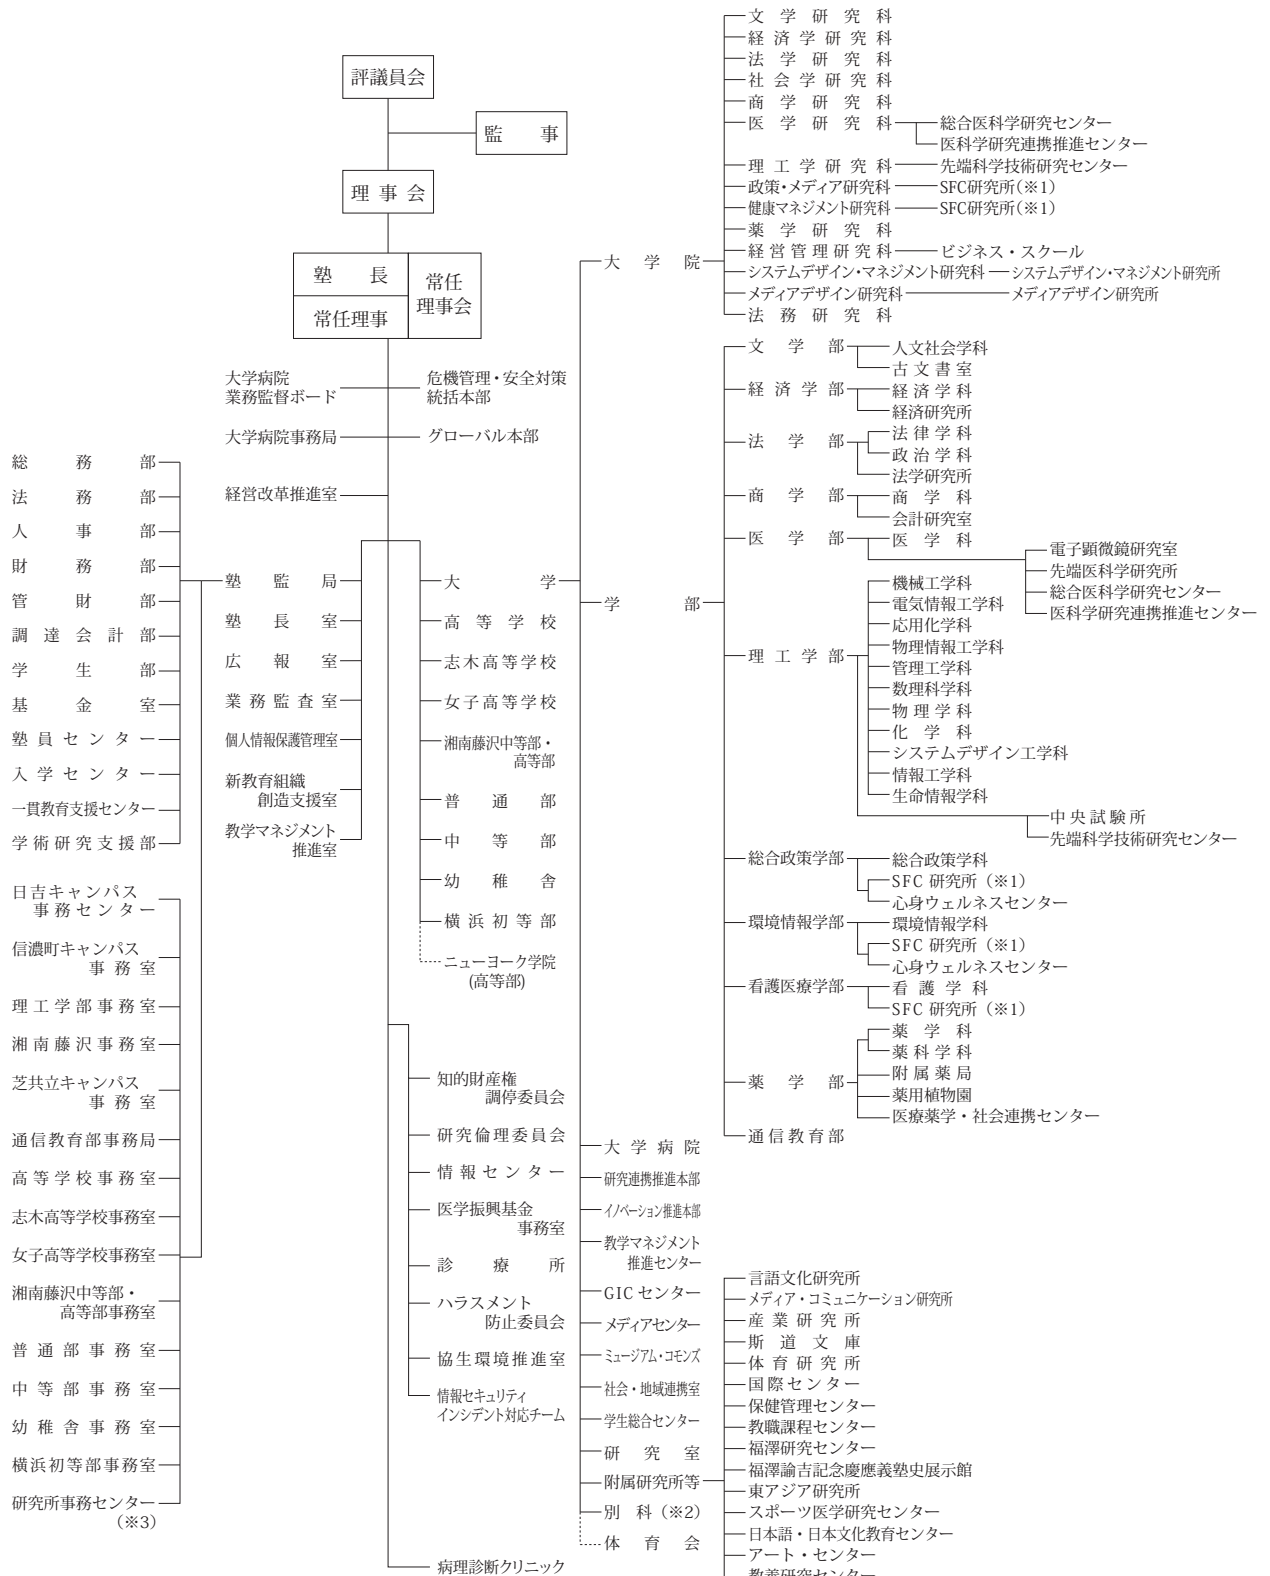 評議員会
監事
理事会
塾長
常任理事
常任
理事会
大学病院
業務監督ボード
危機管理・安全対策
統括本部
大学病院事務局
グローバル本部
経営改革推進室
総務部
法務部
人事部
財務部
管財部
調達会計部
学生部
基金室
塾員センター
入学センター
一貫教育支援センター
学術研究支援部
日吉キャンパス
事務センター
信濃町キャンパス
事務室
理工学部事務室
湘南藤沢事務室
芝共立キャンパス
事務室
通信教育部事務局
高等学校事務室
志木高等学校事務室
女子高等学校事務室
湘南藤沢中等部・
高等部事務室
普通部事務室
中等部事務室
幼稚舎事務室
横浜初等部事務室
研究所事務センター
（※3）
塾監局
塾長室
広報室
業務監査室
個人情報保護管理室
新教育組織
創造支援室
教学マネジメント
推進室
大学
高等学校
志木高等学校
女子高等学校
湘南藤沢中等部・
高等部
普通部
中等部
幼稚舎
横浜初等部
ニューヨーク学院
(高等部)
知的財産権
調停委員会
研究倫理委員会
情報センター
医学振興基金
事務室
診療所
ハラスメント
防止委員会
協生環境推進室
情報セキュリティ
インシデント対応チーム
病理診断クリニック
大学院
文学研究科
経済学研究科
法学研究科
社会学研究科
商学研究科
医学研究科
総合医科学研究センター
医科学研究連携推進センター
理工学研究科
先端科学技術研究センター
政策・メディア研究科
SFC研究所(※1)
健康マネジメント研究科
SFC研究所(※1)
薬学研究科
経営管理研究科
ビジネス・スクール
システムデザイン・マネジメント研究科
システムデザイン・マネジメント研究所
メディアデザイン研究科
メディアデザイン研究所
法務研究科
学部
文学部
人文社会学科
古文書室
経済学部
経済学科
経済研究所
法学部
法律学科
政治学科
法学研究所
商学部
商学科
会計研究室
医学部
医学科
電子顕微鏡研究室
先端医科学研究所
総合医科学研究センター
医科学研究連携推進センター
理工学部
機械工学科
電気情報工学科
応用化学科
物理情報工学科
管理工学科
数理科学科
物理学科
化学科
システムデザイン工学科
情報工学科
生命情報学科
中央試験所
先端科学技術研究センター
総合政策学部
総合政策学科
SFC 研究所（※1）
心身ウェルネスセンター
環境情報学部
環境情報学科
SFC 研究所（※1）
心身ウェルネスセンター
看護医療学部
看護学科
SFC 研究所（※1）
薬学部
薬学科
薬科学科
附属薬局
薬用植物園
医療薬学・社会連携センター
通信教育部
大学病院
研究連携推進本部
イノベーション推進本部
教学マネジメント
推進センター
GIC センター
メディアセンター
ミュージアム・コモンズ
社会・地域連携室
学生総合センター
研究室
附属研究所等
別科（※2）
体育会
言語文化研究所
メディア・コミュニケーション研究所
産業研究所
斯道文庫
体育研究所
国際センター
保健管理センター
教職課程センター
福澤研究センター
福澤諭吉記念慶應義塾史展示館
東アジア研究所
スポーツ医学研究センター
日本語・日本文化教育センター
アート・センター